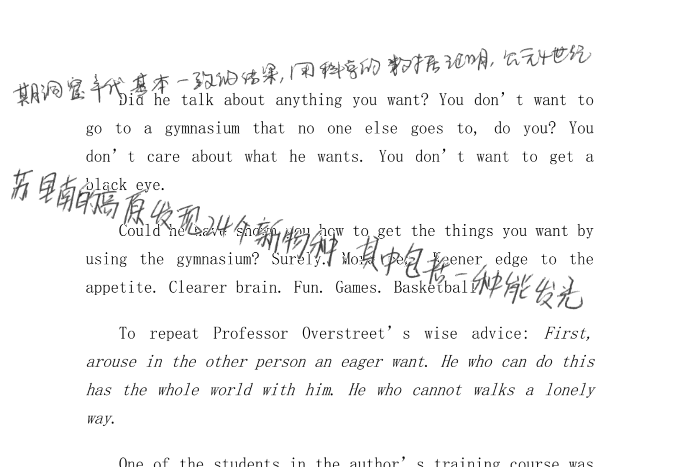 期洞窟年代基本一致的结果,用科学的数据证明,公元4世纪
Did he talk about anything you want? You don't want to
go to a gymnasium that no one else goes to, do you? You
don't care about what he wants. You don't want to get a
black eye.
苏里南的高原发现24个新物种,其中包括一种能发光
Could he have shown you how to get the things you want by
using the gymnasium? Surely. More pep. Keener edge to the
appetite. Clearer brain. Fun. Games. Basketball.
To repeat Professor Overstreet's wise advice: First,
arouse in the other person an eager want. He who can do this
has the whole world with him. He who cannot walks a lonely
way.
One of the students in the author's training course was